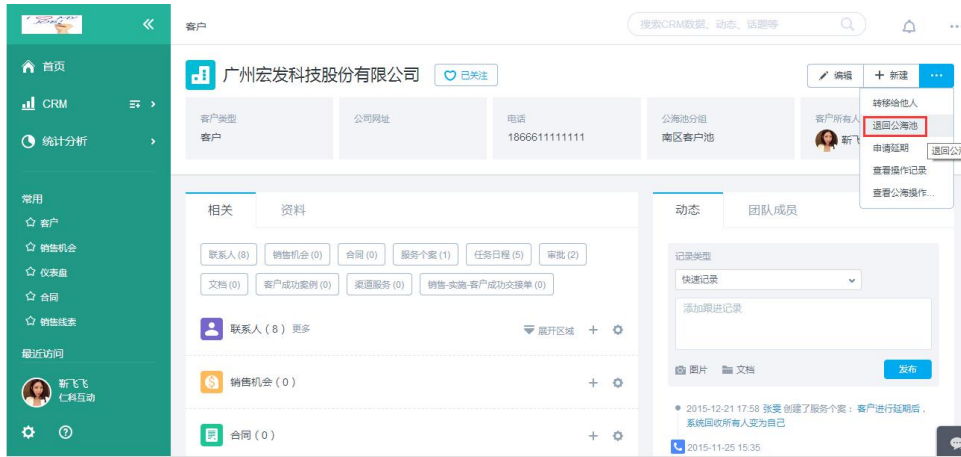 客户
搜索CRM数据、动态、话题等
首页
CRM
统计分析
常用
客户
销售机会
仪表盘
合同
销售线索
最近访问
靳飞飞
仁科互动
广州宏发科技股份有限公司
已关注
编辑
新建
转移给他人
退回公海池
申请延期
退回公
查看操作记录
查看公海操作...
客户类型
客户
公司网址
电话
1866611111111
公海池分组
南区客户池
客户所有人
靳
相关
资料
联系人(8) 销售机会(0) 合同(0) 服务个案(1) 任务日程(5) 审批(2)
文档(0) 客户成功案例(0) 渠道服务(0) 销售-实施-客户成功交接单(0)
联系人(8) 更多
展开区域
销售机会(0)
合同(0)
动态
团队成员
记录类型
快速记录
添加跟进记录
图片
文档
发布
2015-12-21 17:58 张雯 创建了服务个案：客户进行延期后，
系统回收所有人变为自己
2015-11-25 15:35